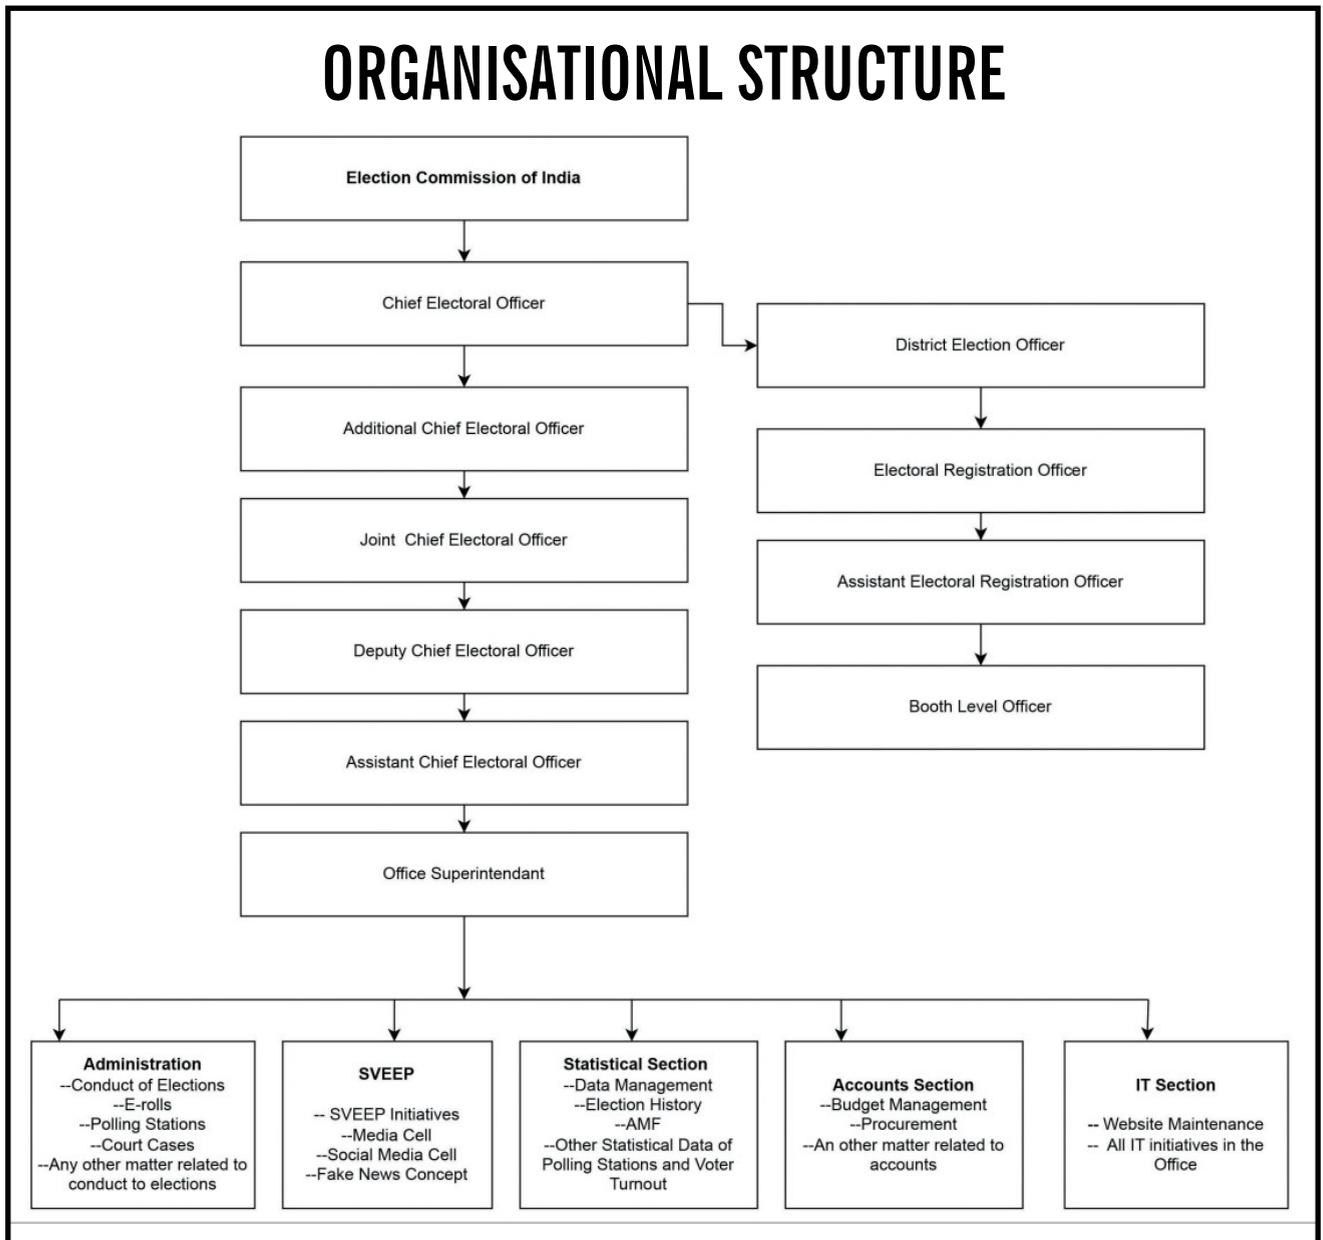 ORGANISATIONAL STRUCTURE
Election Commission of India
Chief Electoral Officer
District Election Officer
Additional Chief Electoral Officer
Electoral Registration Officer
Joint  Chief Electoral Officer
Assistant Electoral Registration Officer
Deputy Chief Electoral Officer
Booth Level Officer
Assistant Chief Electoral Officer
Office Superintendant
Administration
--Conduct of Elections
--E-rolls
--Polling Stations
--Court Cases
--Any other matter related to
conduct to elections
SVEEP
-- SVEEP Initiatives
--Media Cell
--Social Media Cell
--Fake News Concept
Statistical Section
--Data Management
--Election History
--AMF
--Other Statistical Data of
Polling Stations and Voter
Turnout
Accounts Section
--Budget Management
--Procurement
--An other matter related to
accounts
IT Section
-- Website Maintenance
--  All IT initiatives in the
Office